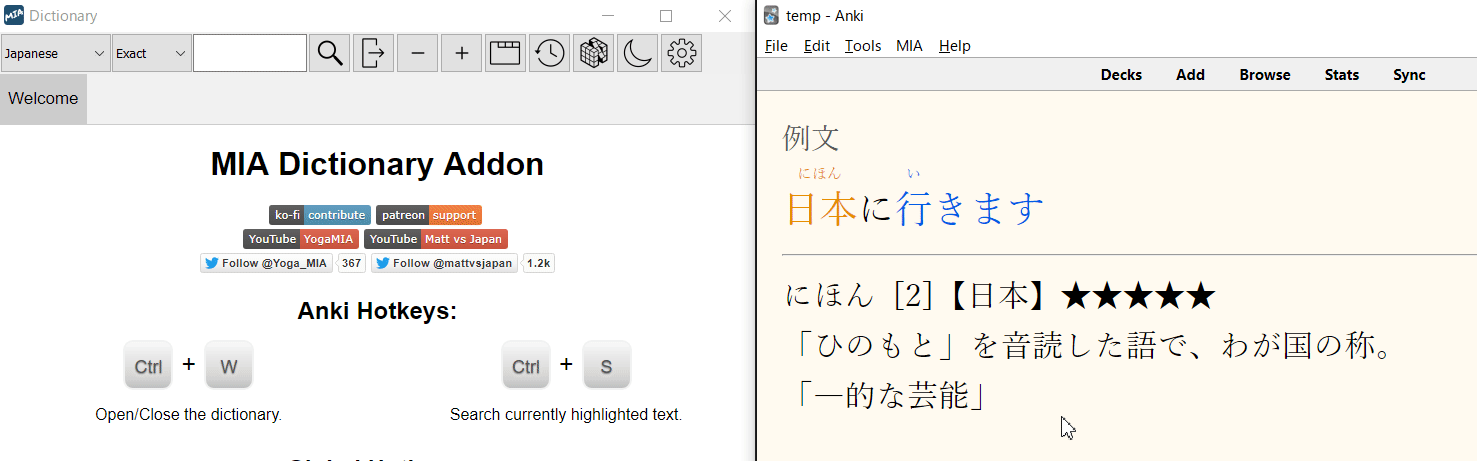 MIA Dictionary
Japanese Exact
Welcome
MIA Dictionary Addon
ko-fi contribute patreon support
YouTube YogaMIA YouTube Matt vs Japan
Follow @Yoga_MIA 367 Follow @mattvsjapan 1.2k
Anki Hotkeys:
Ctrl + W
Open/Close the dictionary.
Ctrl + S
Search currently highlighted text.
temp - Anki
File Edit Tools MIA Help
Decks Add Browse Stats Sync
例文
にほん い
日本に行きます
にほん [2]【日本】★★★★★
「ひのもと」を音読した語で、わが国の称。
「―的な芸能」